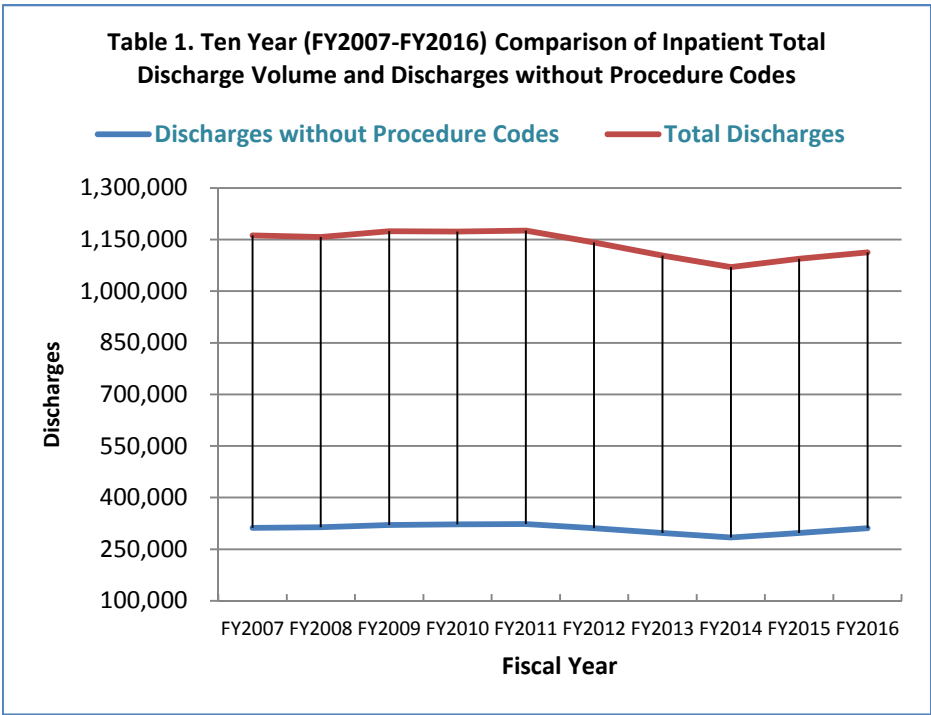 Table 1. Ten Year (FY2007-FY2016) Comparison of Inpatient Total
Discharge Volume and Discharges without Procedure Codes
Discharges without Procedure Codes Total Discharges
1,300,000
1,150,000
1,000,000
850,000
700,000
550,000
400,000
250,000
100,000
Discharges
FY2007 FY2008 FY2009 FY2010 FY2011 FY2012 FY2013 FY2014 FY2015 FY2016
Fiscal Year